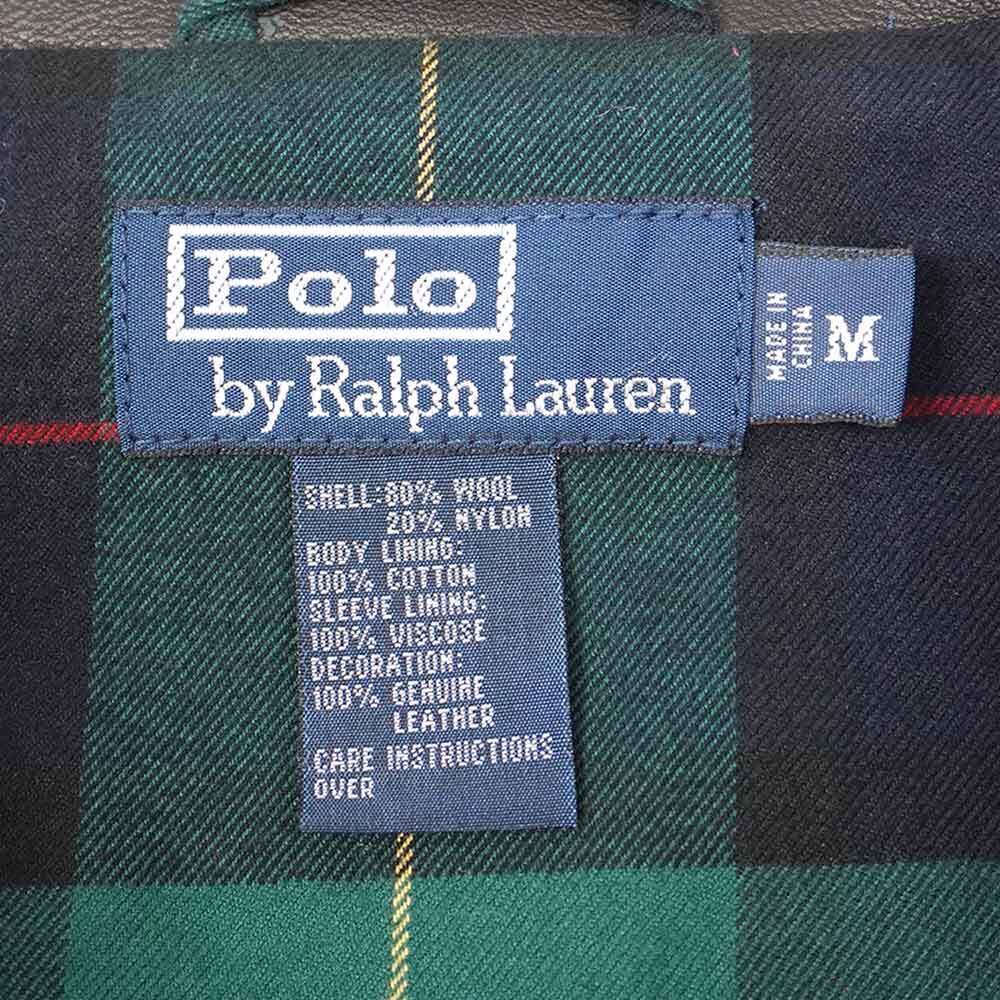 Polo
by Ralph Lauren
MADE IN
CHINA
M
SHELL:80% WOOL
20% NYLON
BODY LINING:
100% COTTON
SLEEVE LINING:
100% VISCOSE
DECORATION:
100% GENUINE
LEATHER
CARE INSTRUCTIONS
OVER